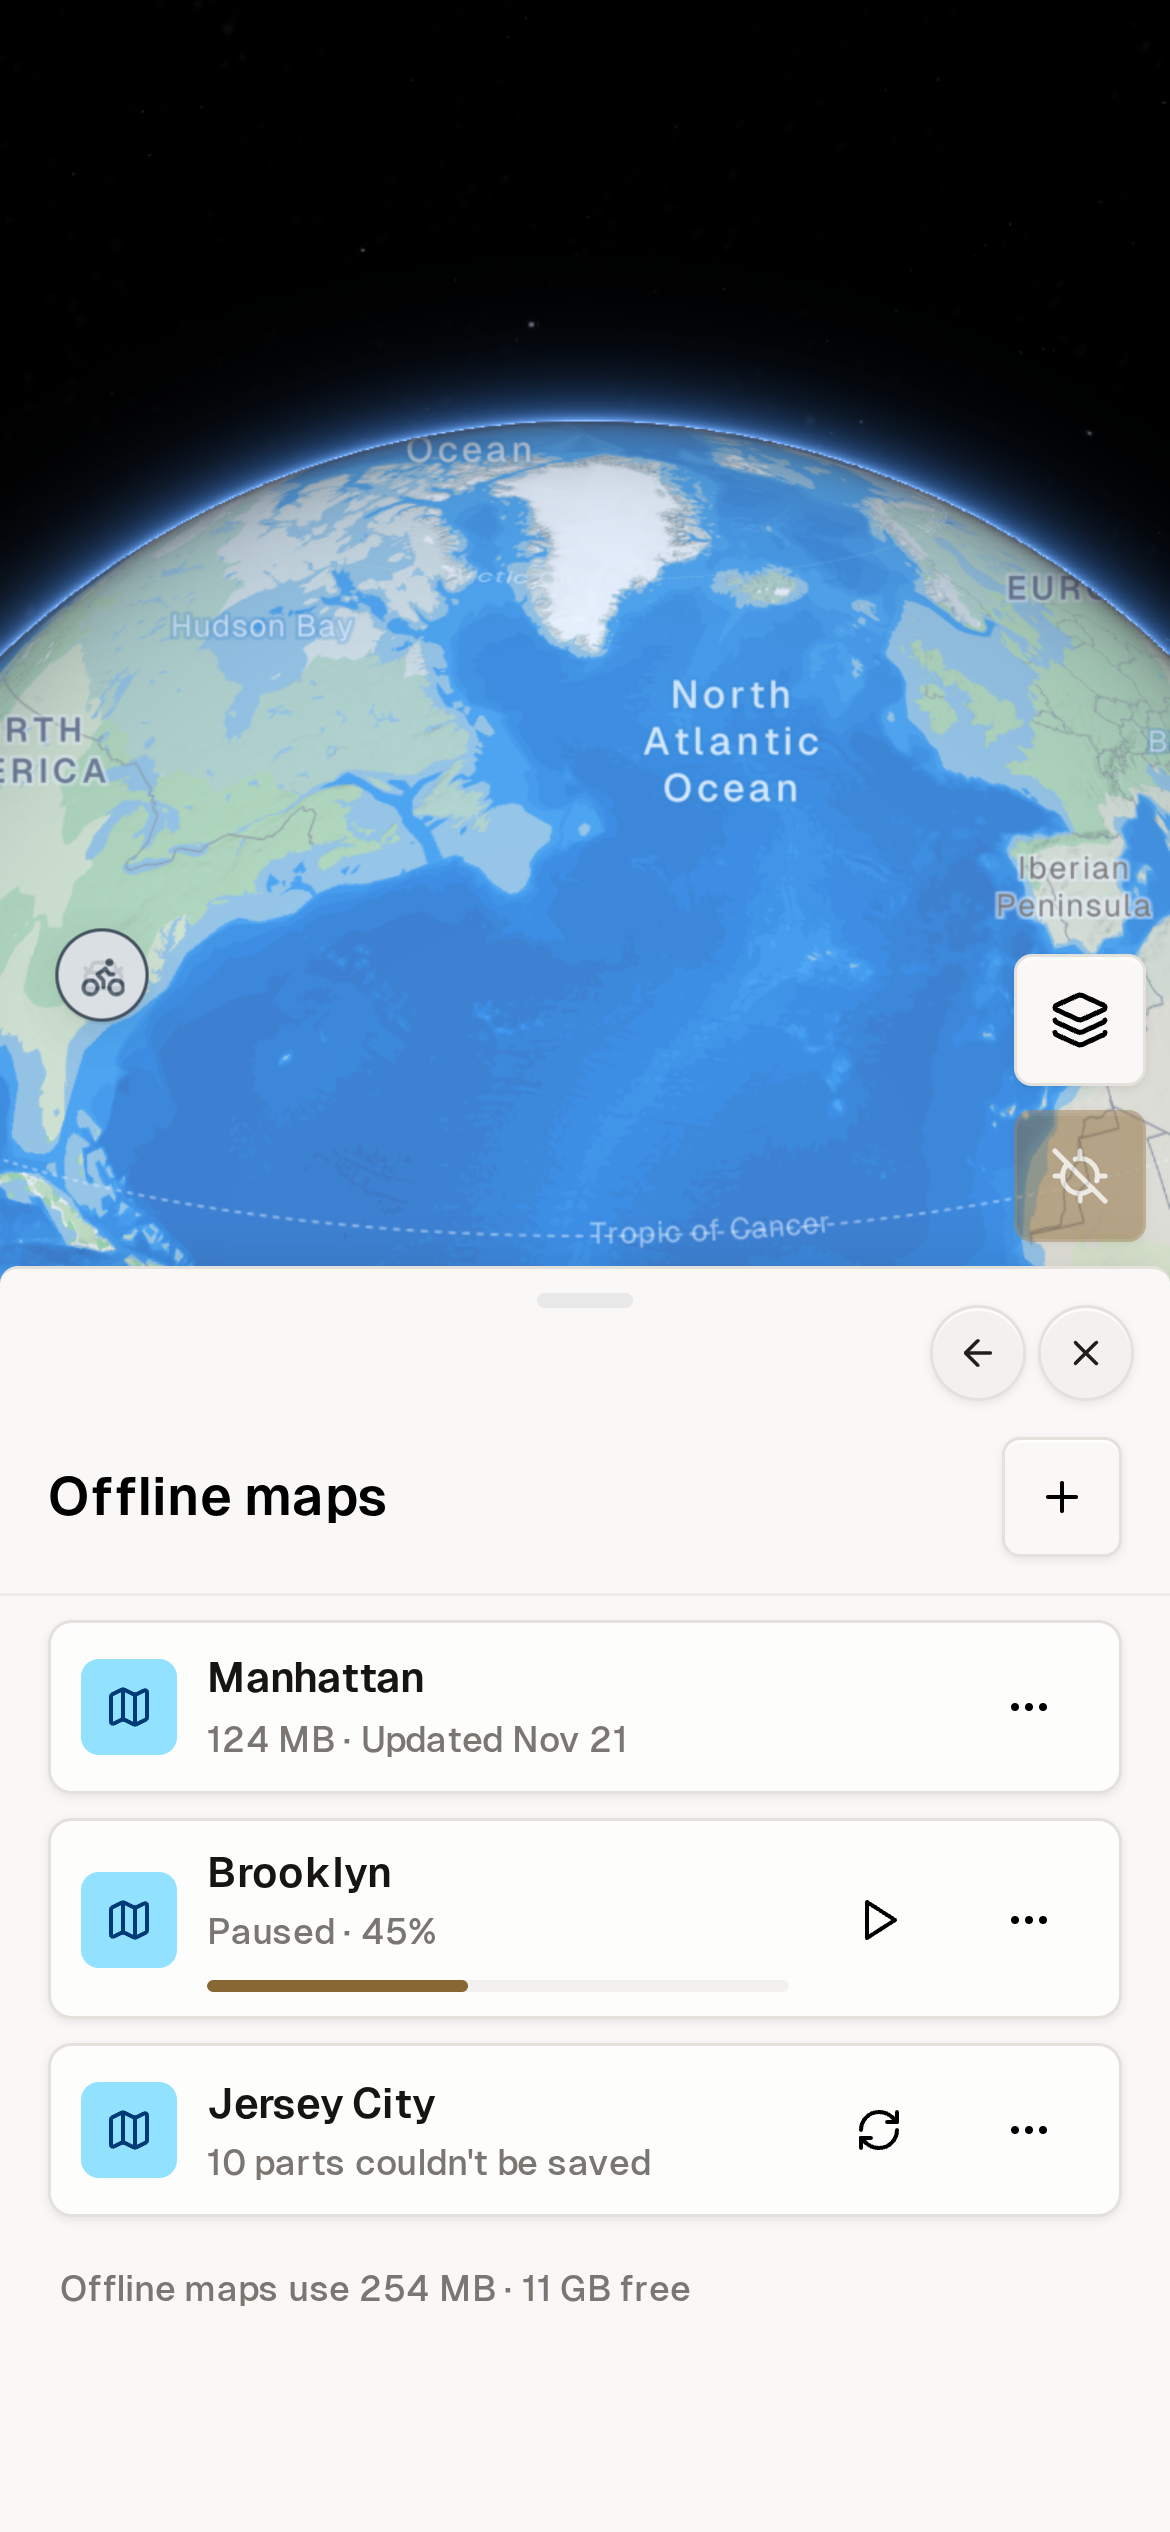 Ocean
Arctic
EURO
Hudson Bay
North
Atlantic
Ocean
RTH
ERICA
B
Iberian
Peninsula
Tropic of Cancer
Offline maps
Manhattan
124 MB · Updated Nov 21
Brooklyn
Paused · 45%
Jersey City
10 parts couldn't be saved
Offline maps use 254 MB · 11 GB free